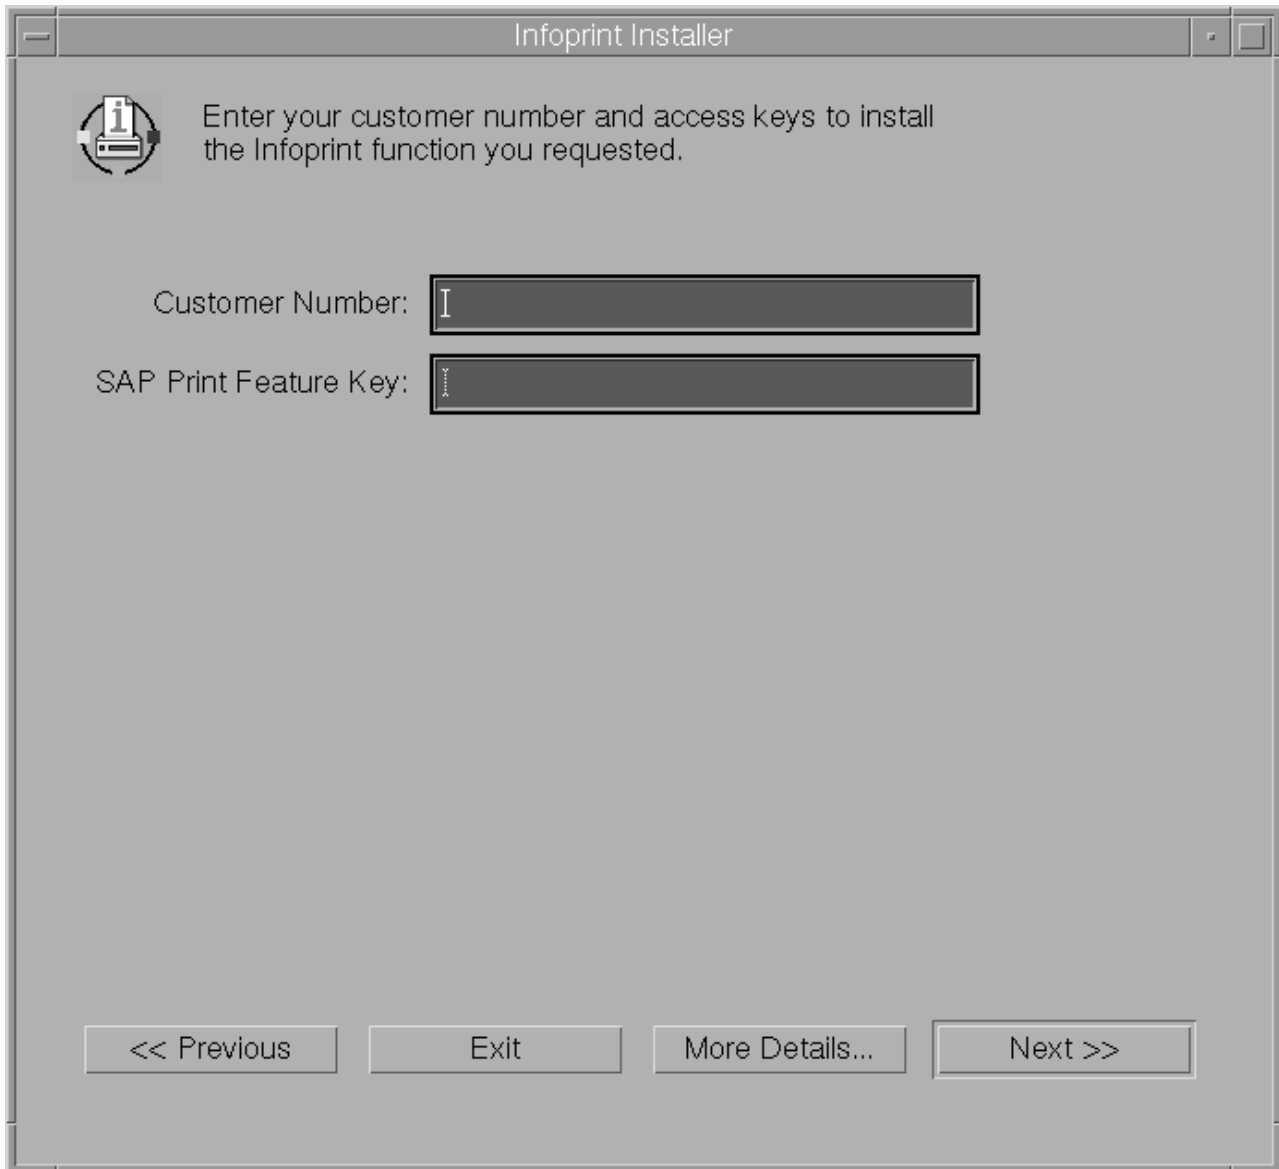 Infoprint Installer
i
Enter your customer number and access keys to install
the Infoprint function you requested.
Customer Number:
SAP Print Feature Key:
<< Previous
Exit
More Details...
Next >>